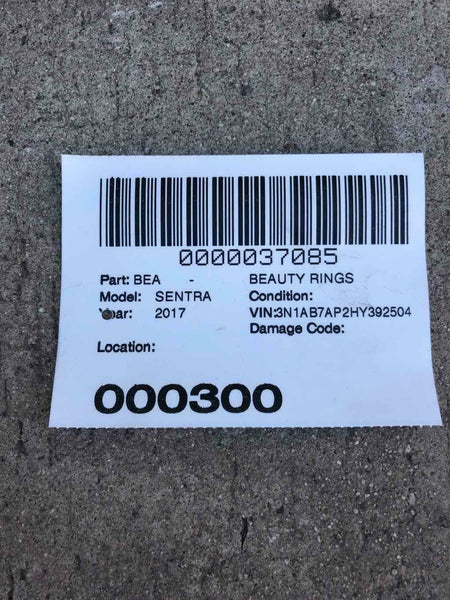 0000037085
Part: BEA - BEAUTY RINGS
Model: SENTRA Condition:
Year: 2017 VIN:3N1AB7AP2HY392504
Damage Code:
Location:
000300